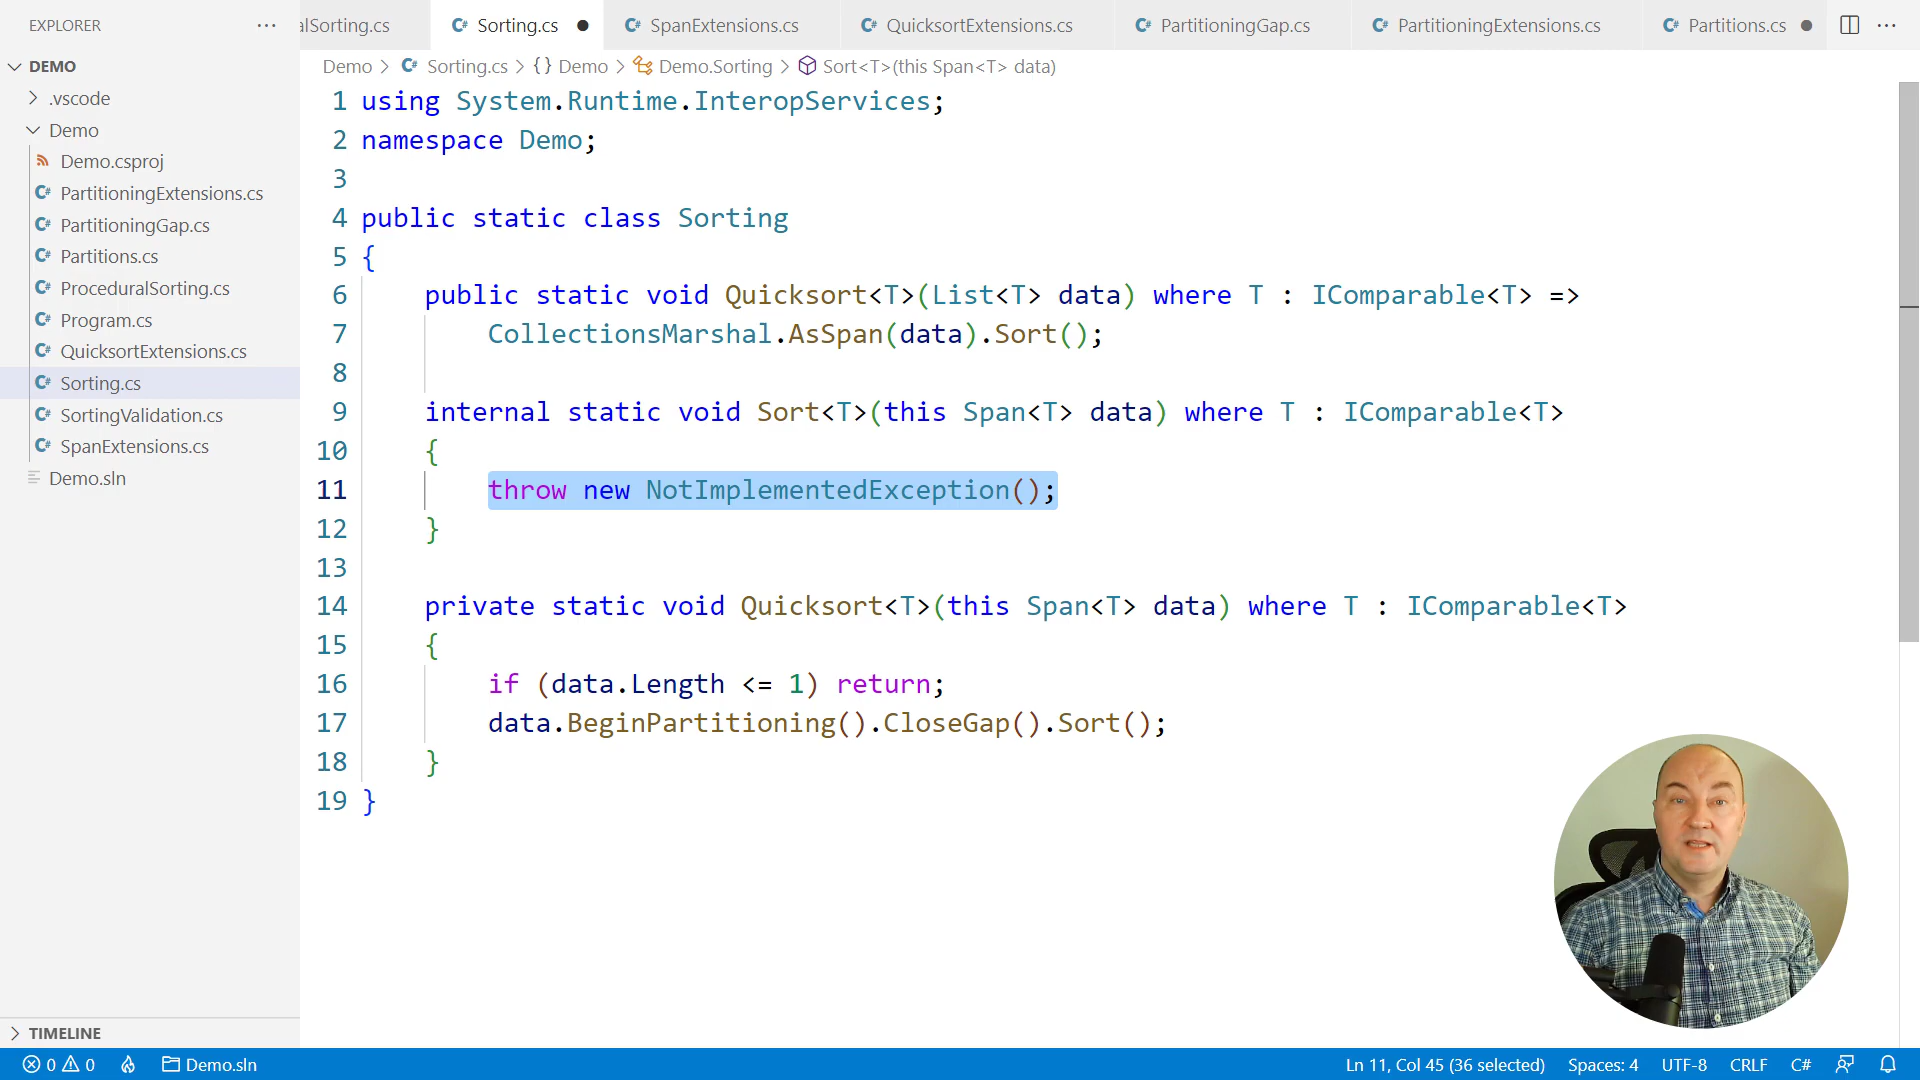 EXPLORER
DEMO
.vscode
Demo
Demo.csproj
PartitioningExtensions.cs
PartitioningGap.cs
Partitions.cs
ProceduralSorting.cs
Program.cs
QuicksortExtensions.cs
Sorting.cs
SortingValidation.cs
SpanExtensions.cs
Demo.sln
TIMELINE
alSorting.cs
Sorting.cs
SpanExtensions.cs
QuicksortExtensions.cs
PartitioningGap.cs
PartitioningExtensions.cs
Partitions.cs
Demo > Sorting.cs > {} Demo > Demo.Sorting > Sort<T>(this Span<T> data)
1 using System.Runtime.InteropServices;
2 namespace Demo;
3
4 public static class Sorting
5 {
6 public static void Quicksort<T>(List<T> data) where T : IComparable<T> =>
7 CollectionsMarshal.AsSpan(data).Sort();
8
9 internal static void Sort<T>(this Span<T> data) where T : IComparable<T>
10 {
11 throw new NotImplementedException();
12 }
13
14 private static void Quicksort<T>(this Span<T> data) where T : IComparable<T>
15 {
16 if (data.Length <= 1) return;
17 data.BeginPartitioning().CloseGap().Sort();
18 }
19 }
0 0 Demo.sln Ln 11, Col 45 (36 selected) Spaces: 4 UTF-8 CRLF C#